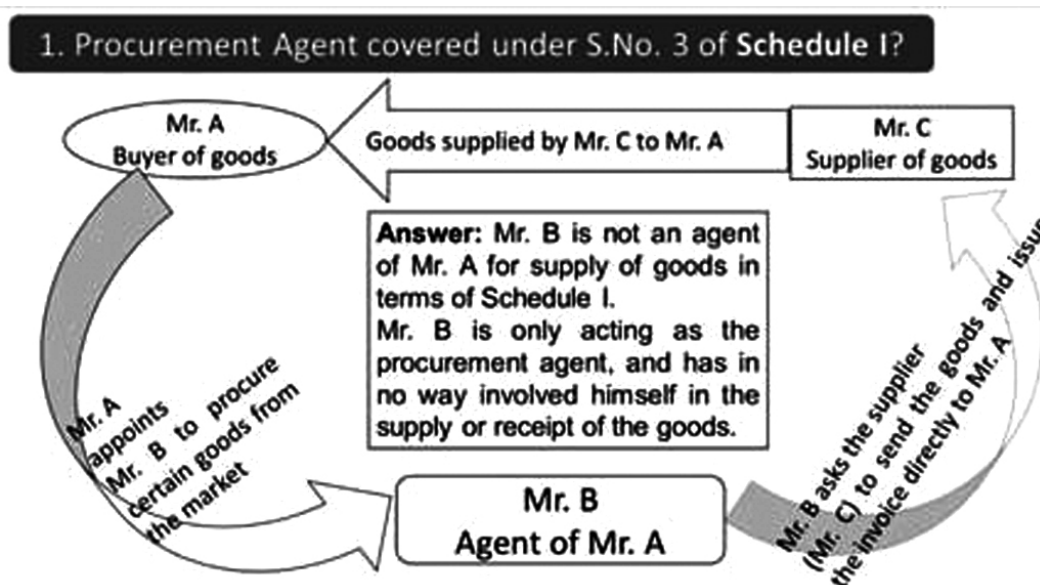 1. Procurement Agent covered under S.No. 3 of Schedule I?
Mr. A
Buyer of goods
Goods supplied by Mr. C to Mr. A
Mr. C
Supplier of goods
Answer: Mr. B is not an agent
of Mr. A for supply of goods in
terms of Schedule I.
Mr. B is only acting as the
procurement agent, and has in
no way involved himself in the
supply or receipt of the goods.
Mr. A
appoints
Mr. B to procure
certain goods from
the market
Mr. B
Agent of Mr. A
Mr. B asks the supplier
(Mr. C) to send the goods and issue
the invoice directly to Mr. A